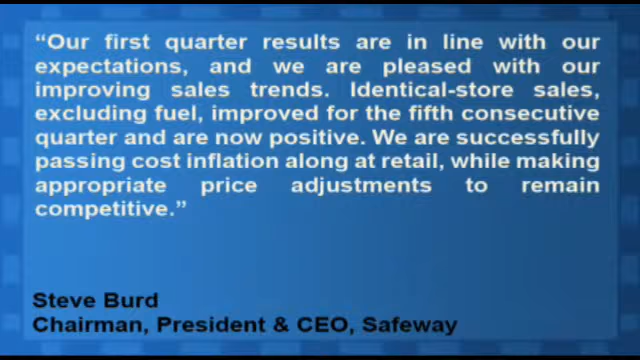 “Our first quarter results are in line with our
expectations, and we are pleased with our
improving sales trends. Identical-store sales,
excluding fuel, improved for the fifth consecutive
quarter and are now positive. We are successfully
passing cost inflation along at retail, while making
appropriate price adjustments to remain
competitive.”
Steve Burd
Chairman, President & CEO, Safeway